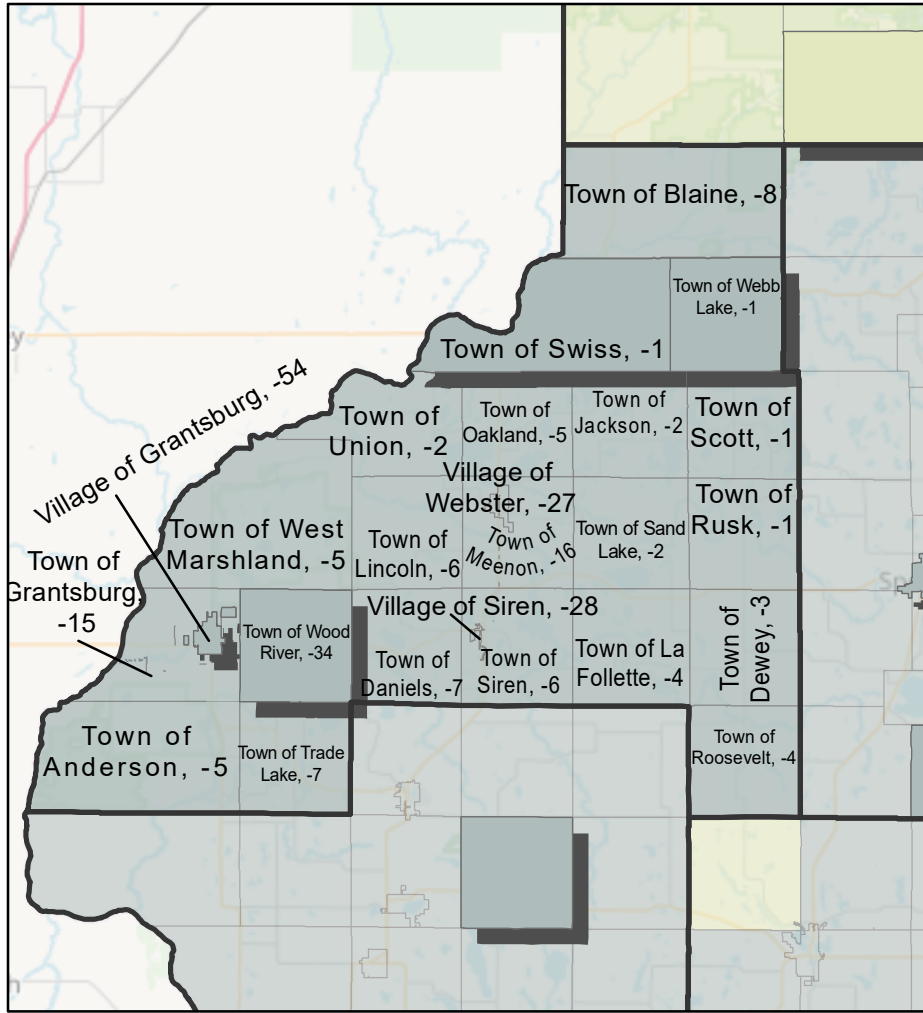 Town of Blaine, -8
Town of Webb
Lake, -1
Town of Swiss, -1
Village of Grantsburg, -54
Town of
Union, -2
Town of
Oakland, -5
Town of
Jackson, -2
Town of
Scott, -1
Village of
Webster, -27
Town of
Rusk, -1
Town of West
Marshland, -5
Town of
Lincoln, -6
Town of
Meenon, -16
Town of Sand
Lake, -2
Town of
Grantsburg,
-15
Village of Siren, -28
Town of Wood
River, -34
Town of
Daniels, -7
Town of
Siren, -6
Town of La
Follette, -4
Town of
Dewey, -3
Town of
Anderson, -5
Town of Trade
Lake, -7
Town of
Roosevelt, -4